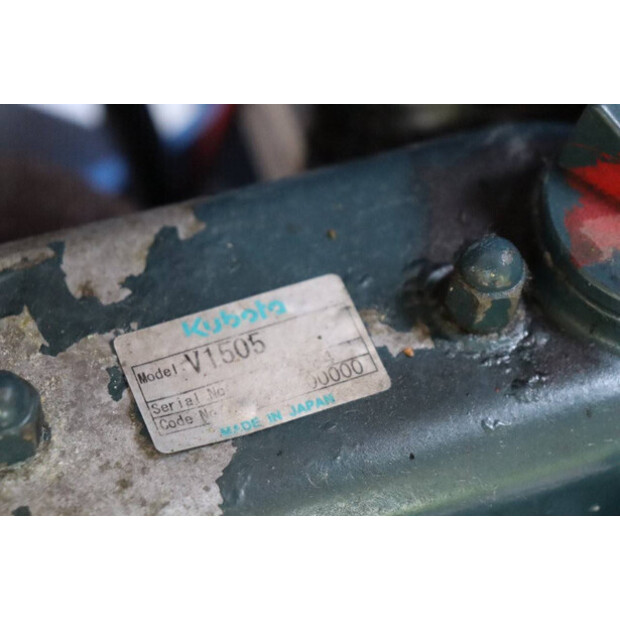 Kubota
Model V1505
Serial No
Code No 00000
MADE IN JAPAN